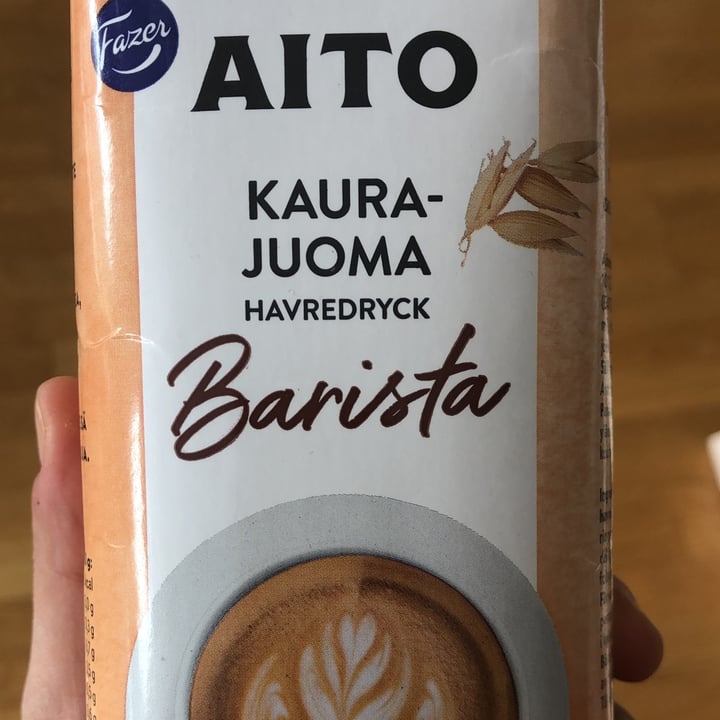 Fazer
AITO
KAURA-
JUOMA
HAVREDRYCK
Barista